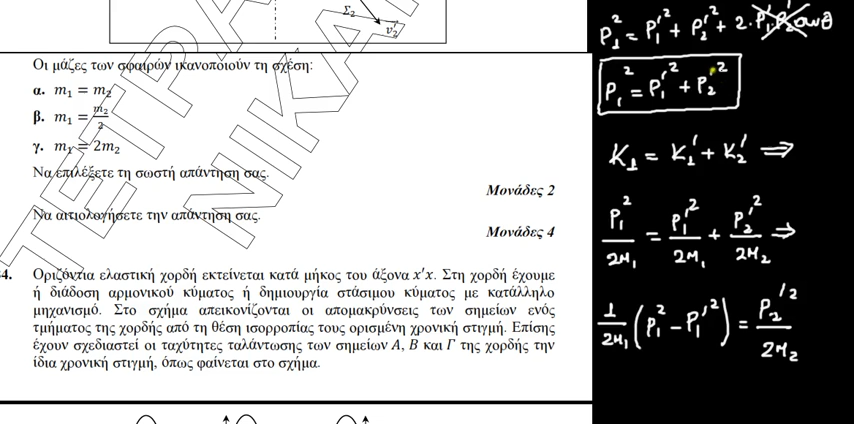 Σ₂
v₂′
Οι μάζες των σφαιρών ικανοποιούν τη σχέση:
α. m₁ = m₂
β. m₁ = m₂/2
γ. m₁ = 2m₂
Να επιλέξετε τη σωστή απάντηση σας.
Μονάδες 2
Να αιτιολογήσετε την απάντηση σας.
Μονάδες 4
34. Οριζόντια ελαστική χορδή εκτείνεται κατά μήκος του άξονα x′x. Στη χορδή έχουμε
ή διάδοση αρμονικού κύματος ή δημιουργία στάσιμου κύματος με κατάλληλο
μηχανισμό. Στο σχήμα απεικονίζονται οι απομακρύνσεις των σημείων ενός
τμήματος της χορδής από τη θέση ισορροπίας τους ορισμένη χρονική στιγμή. Επίσης
έχουν σχεδιαστεί οι ταχύτητες ταλάντωσης των σημείων Α, Β και Γ της χορδής την
ίδια χρονική στιγμή, όπως φαίνεται στο σχήμα.
ΤΕΤΡΑ
ΝΙΚΑ
P₁² = P₁′² + P₂′² + 2·P₁′P₂′συνθ
P₁² = P₁′² + P₂′²
K₁ = K₁′ + K₂′ ⇒
P₁²/2m₁ = P₁′²/2m₁ + P₂′²/2m₂ ⇒
1/2m₁ (P₁² − P₁′²) = P₂′²/2m₂